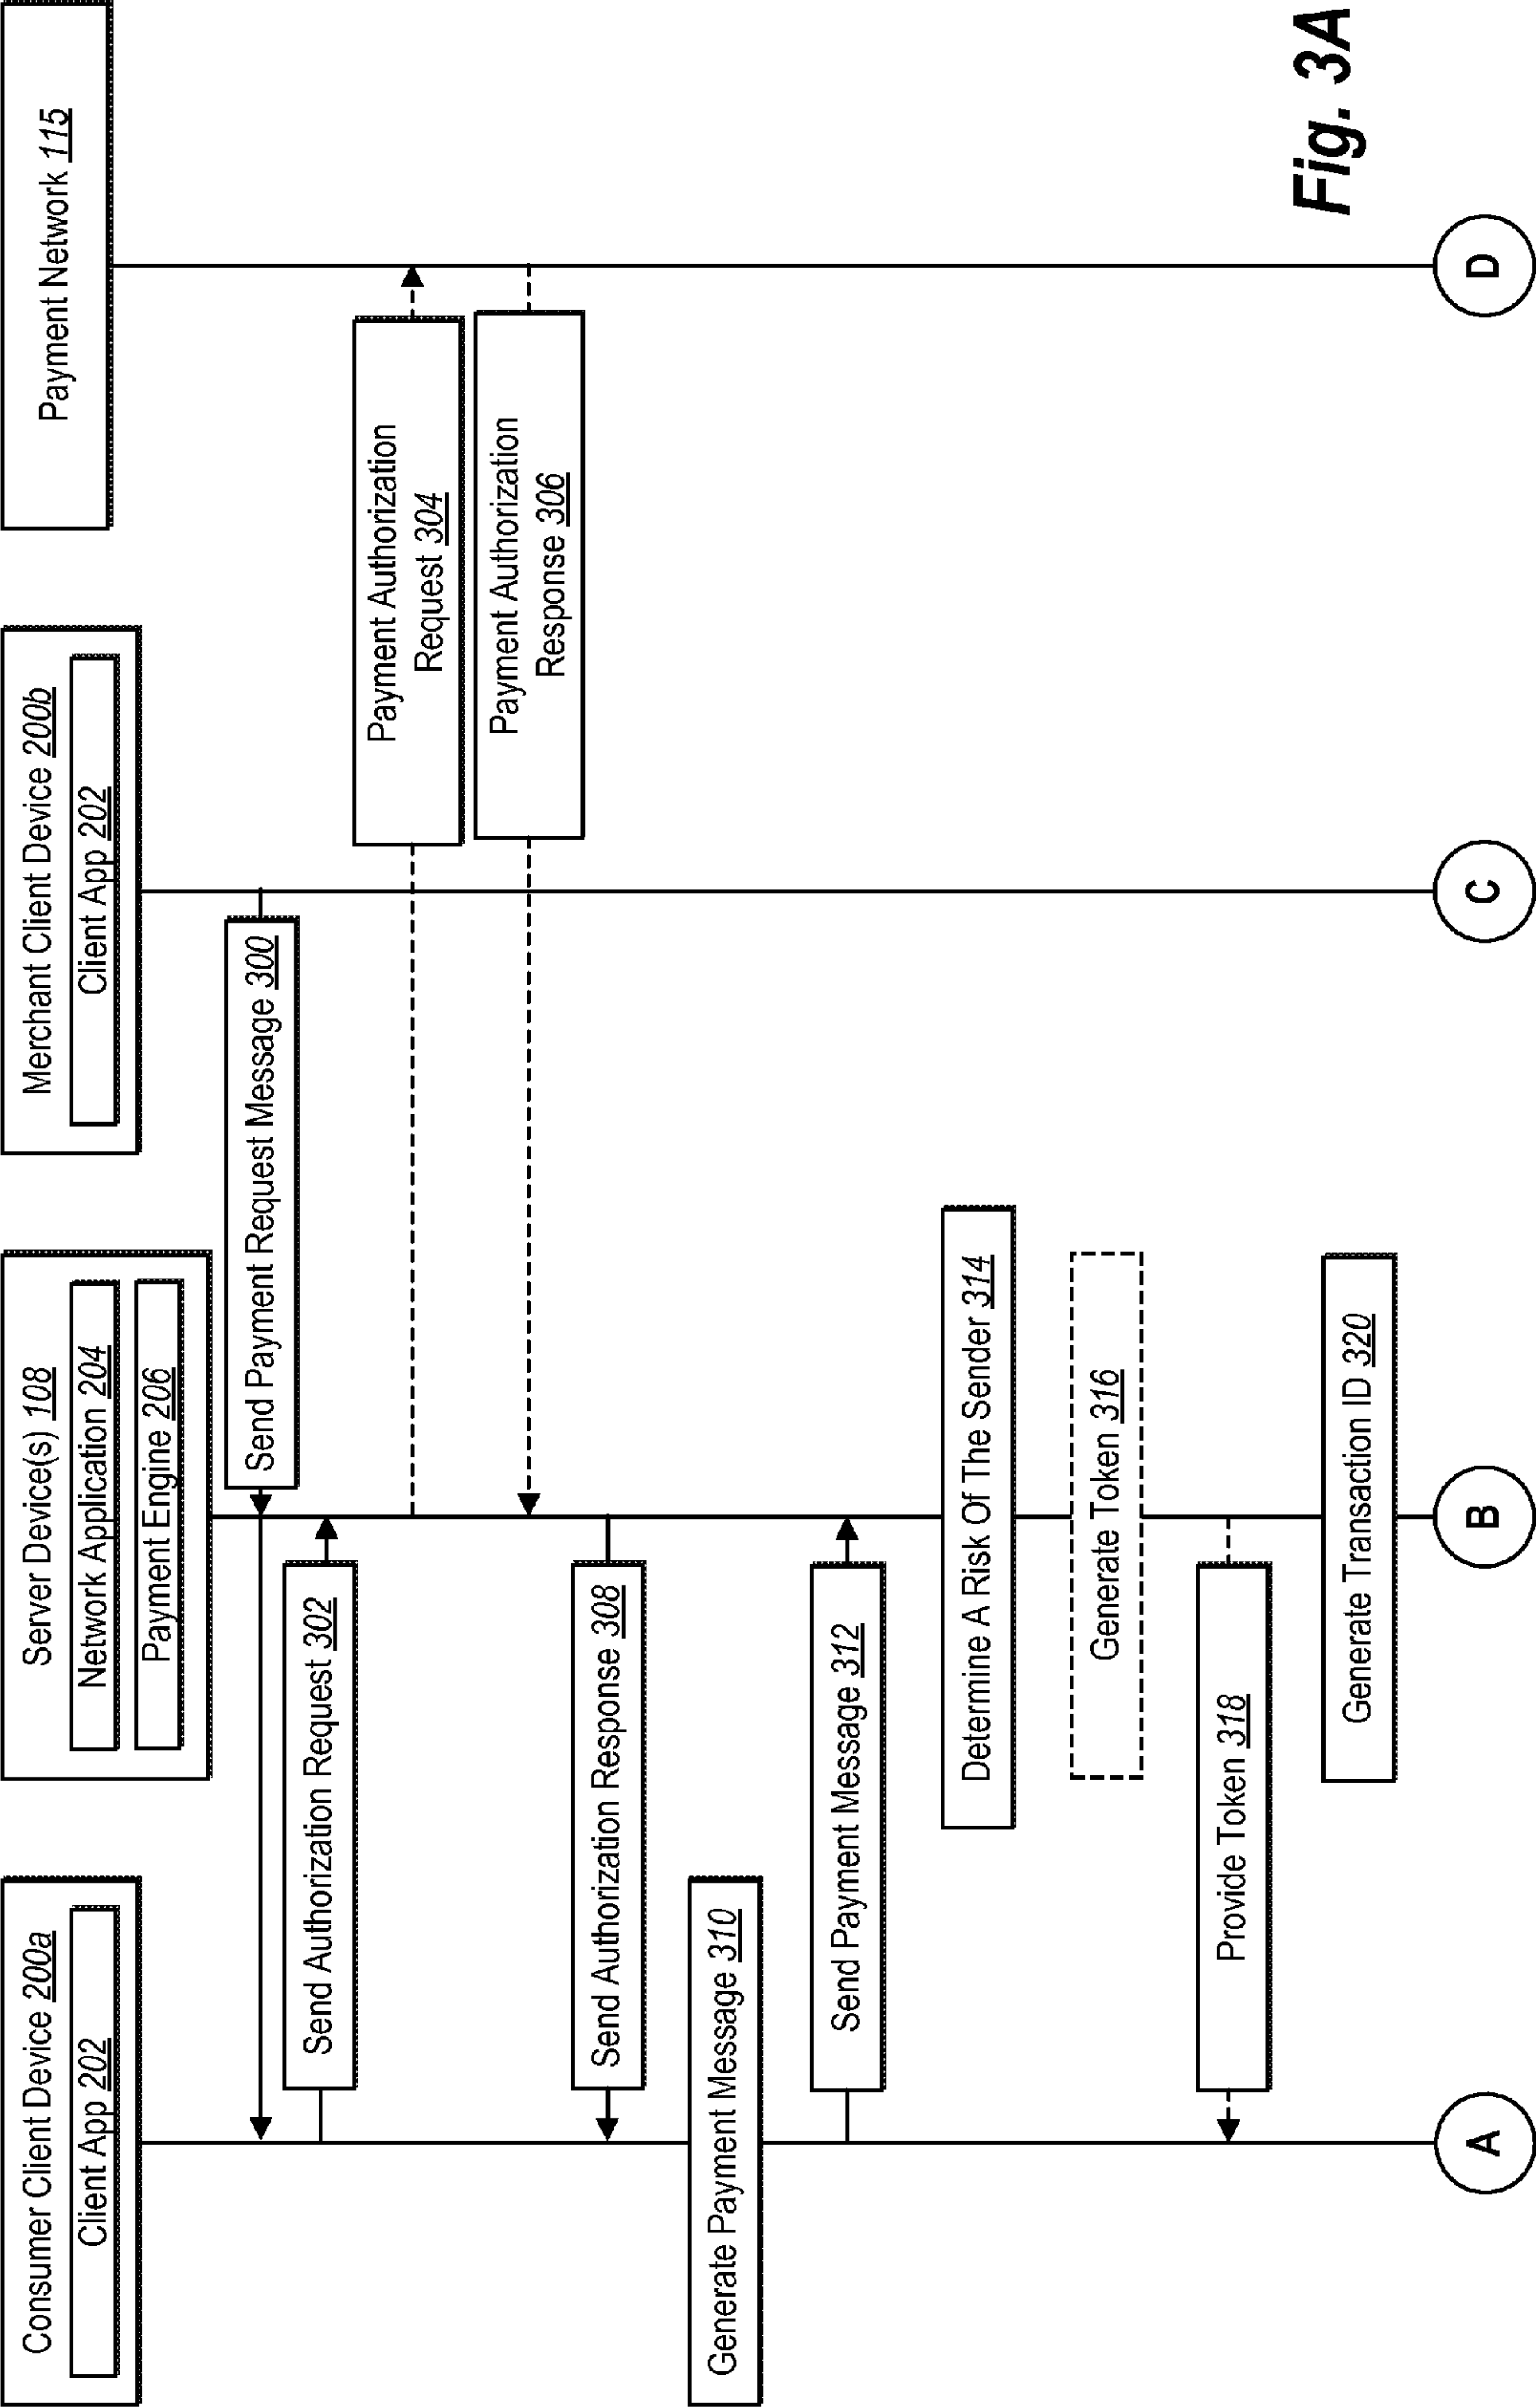 Consumer Client Device 200a
Client App 202
Server Device(s) 108
Network Application 204
Payment Engine 206
Merchant Client Device 200b
Client App 202
Payment Network 115
Send Payment Request Message 300
Send Authorization Request 302
Payment Authorization
Request 304
Payment Authorization
Response 306
Send Authorization Response 308
Generate Payment Message 310
Send Payment Message 312
Determine A Risk Of The Sender 314
Generate Token 316
Provide Token 318
Generate Transaction ID 320
A
B
C
D
Fig. 3A